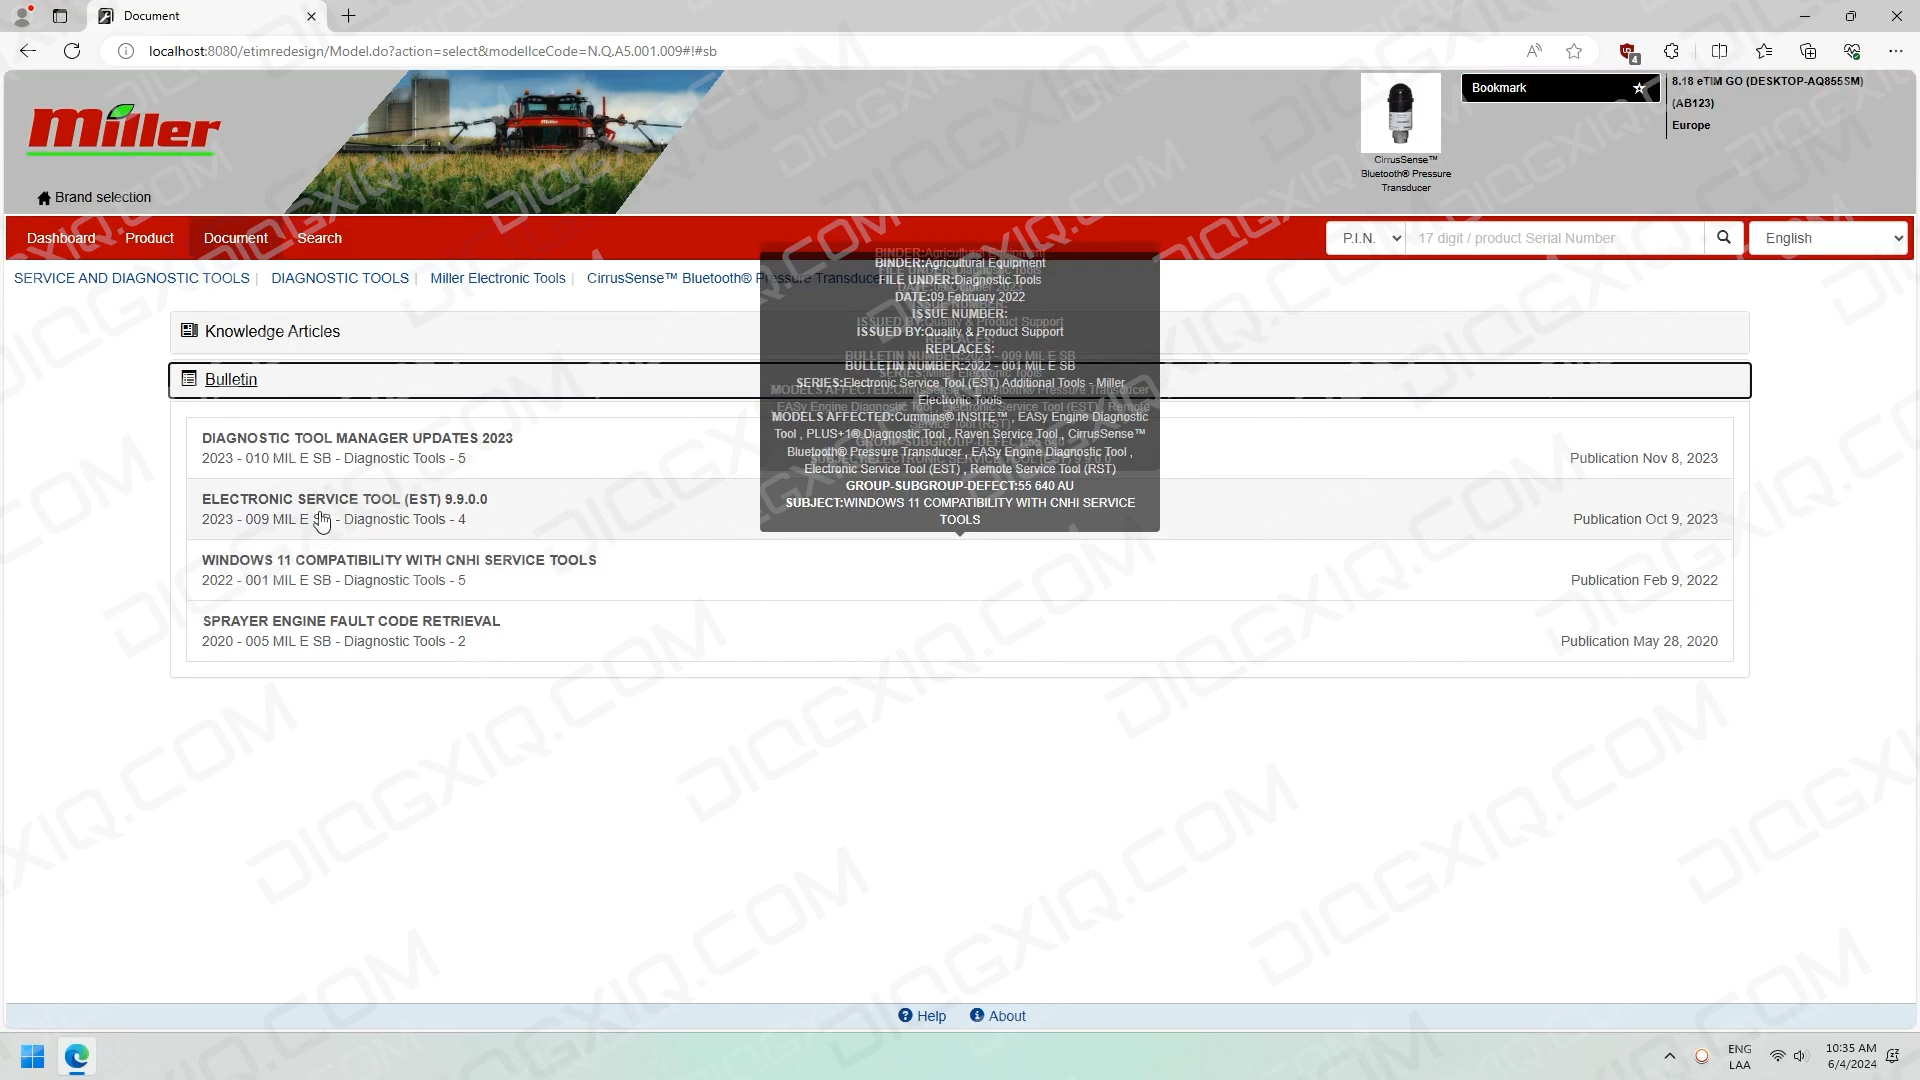 Document
localhost:8080/etimredesign/Model.do?action=select&modelIceCode=N.Q.A5.001.009#!#sb
4
miller
Brand selection
CirrusSense™
Bluetooth® Pressure
Transducer
Bookmark
8.18 eTIM GO (DESKTOP-AQ855SM)
(AB123)
Europe
Dashboard Product Document Search
P.I.N. 17 digit / product Serial Number English
SERVICE AND DIAGNOSTIC TOOLS | DIAGNOSTIC TOOLS | Miller Electronic Tools | CirrusSense™ Bluetooth® Pressure Transducer
Knowledge Articles
Bulletin
BINDER:Agricultural Equipment
FILE UNDER:Diagnostic Tools
DATE:09 February 2022
ISSUE NUMBER:
ISSUED BY:Quality & Product Support
REPLACES:
BULLETIN NUMBER:2022 - 001 MIL E SB
SERIES:Electronic Service Tool (EST) Additional Tools - Miller
Electronic Tools
MODELS AFFECTED:Cummins® INSITE™ , EASy Engine Diagnostic
Tool , PLUS+1® Diagnostic Tool , Raven Service Tool , CirrusSense™
Bluetooth® Pressure Transducer , EASy Engine Diagnostic Tool ,
Electronic Service Tool (EST) , Remote Service Tool (RST)
GROUP-SUBGROUP-DEFECT:55 640 AU
SUBJECT:WINDOWS 11 COMPATIBILITY WITH CNHI SERVICE
TOOLS
DIAGNOSTIC TOOL MANAGER UPDATES 2023
2023 - 010 MIL E SB - Diagnostic Tools - 5
Publication Nov 8, 2023
ELECTRONIC SERVICE TOOL (EST) 9.9.0.0
2023 - 009 MIL E SB - Diagnostic Tools - 4
Publication Oct 9, 2023
WINDOWS 11 COMPATIBILITY WITH CNHI SERVICE TOOLS
2022 - 001 MIL E SB - Diagnostic Tools - 5
Publication Feb 9, 2022
SPRAYER ENGINE FAULT CODE RETRIEVAL
2020 - 005 MIL E SB - Diagnostic Tools - 2
Publication May 28, 2020
Help About
ENG
LAA
10:35 AM
6/4/2024
DIQGXIQ.COM